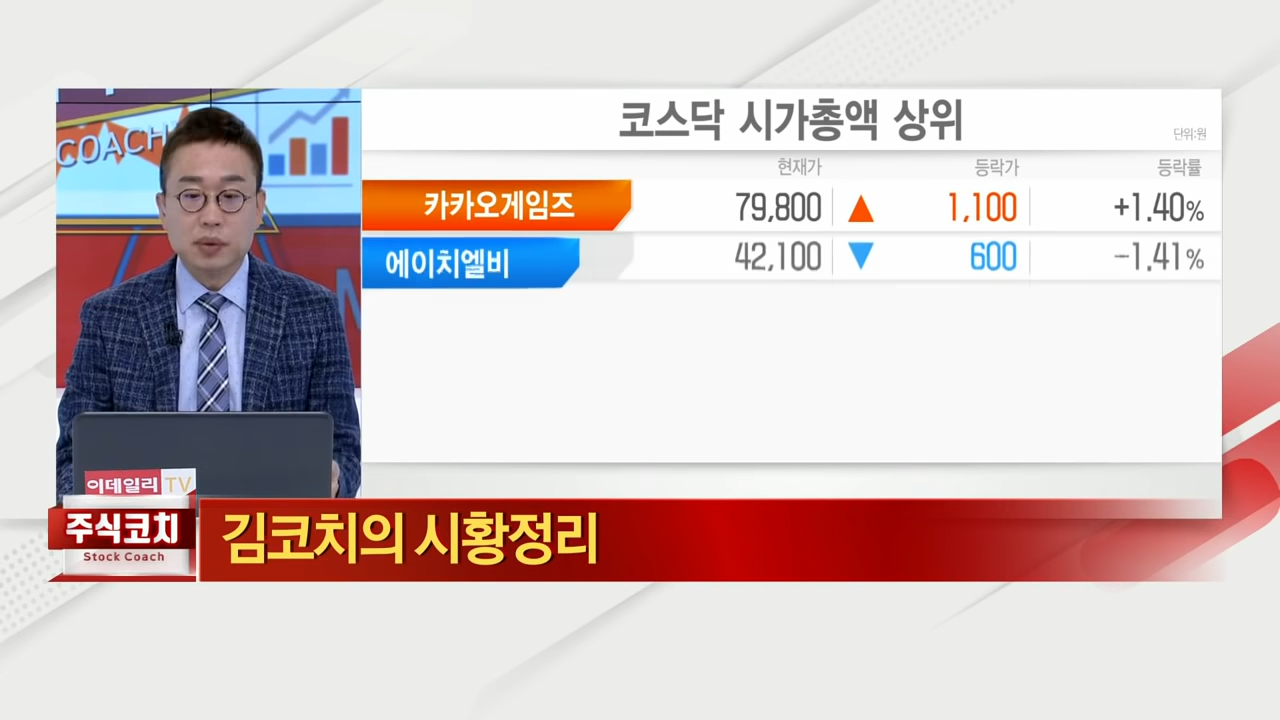 COACH
코스닥 시가총액 상위
단위:원
현재가 등락가 등락률
카카오게임즈 79,800 ▲ 1,100 +1.40%
에이치엘비 42,100 ▼ 600 -1.41%
이데일리 TV
주식코치
Stock Coach
김코치의 시황정리